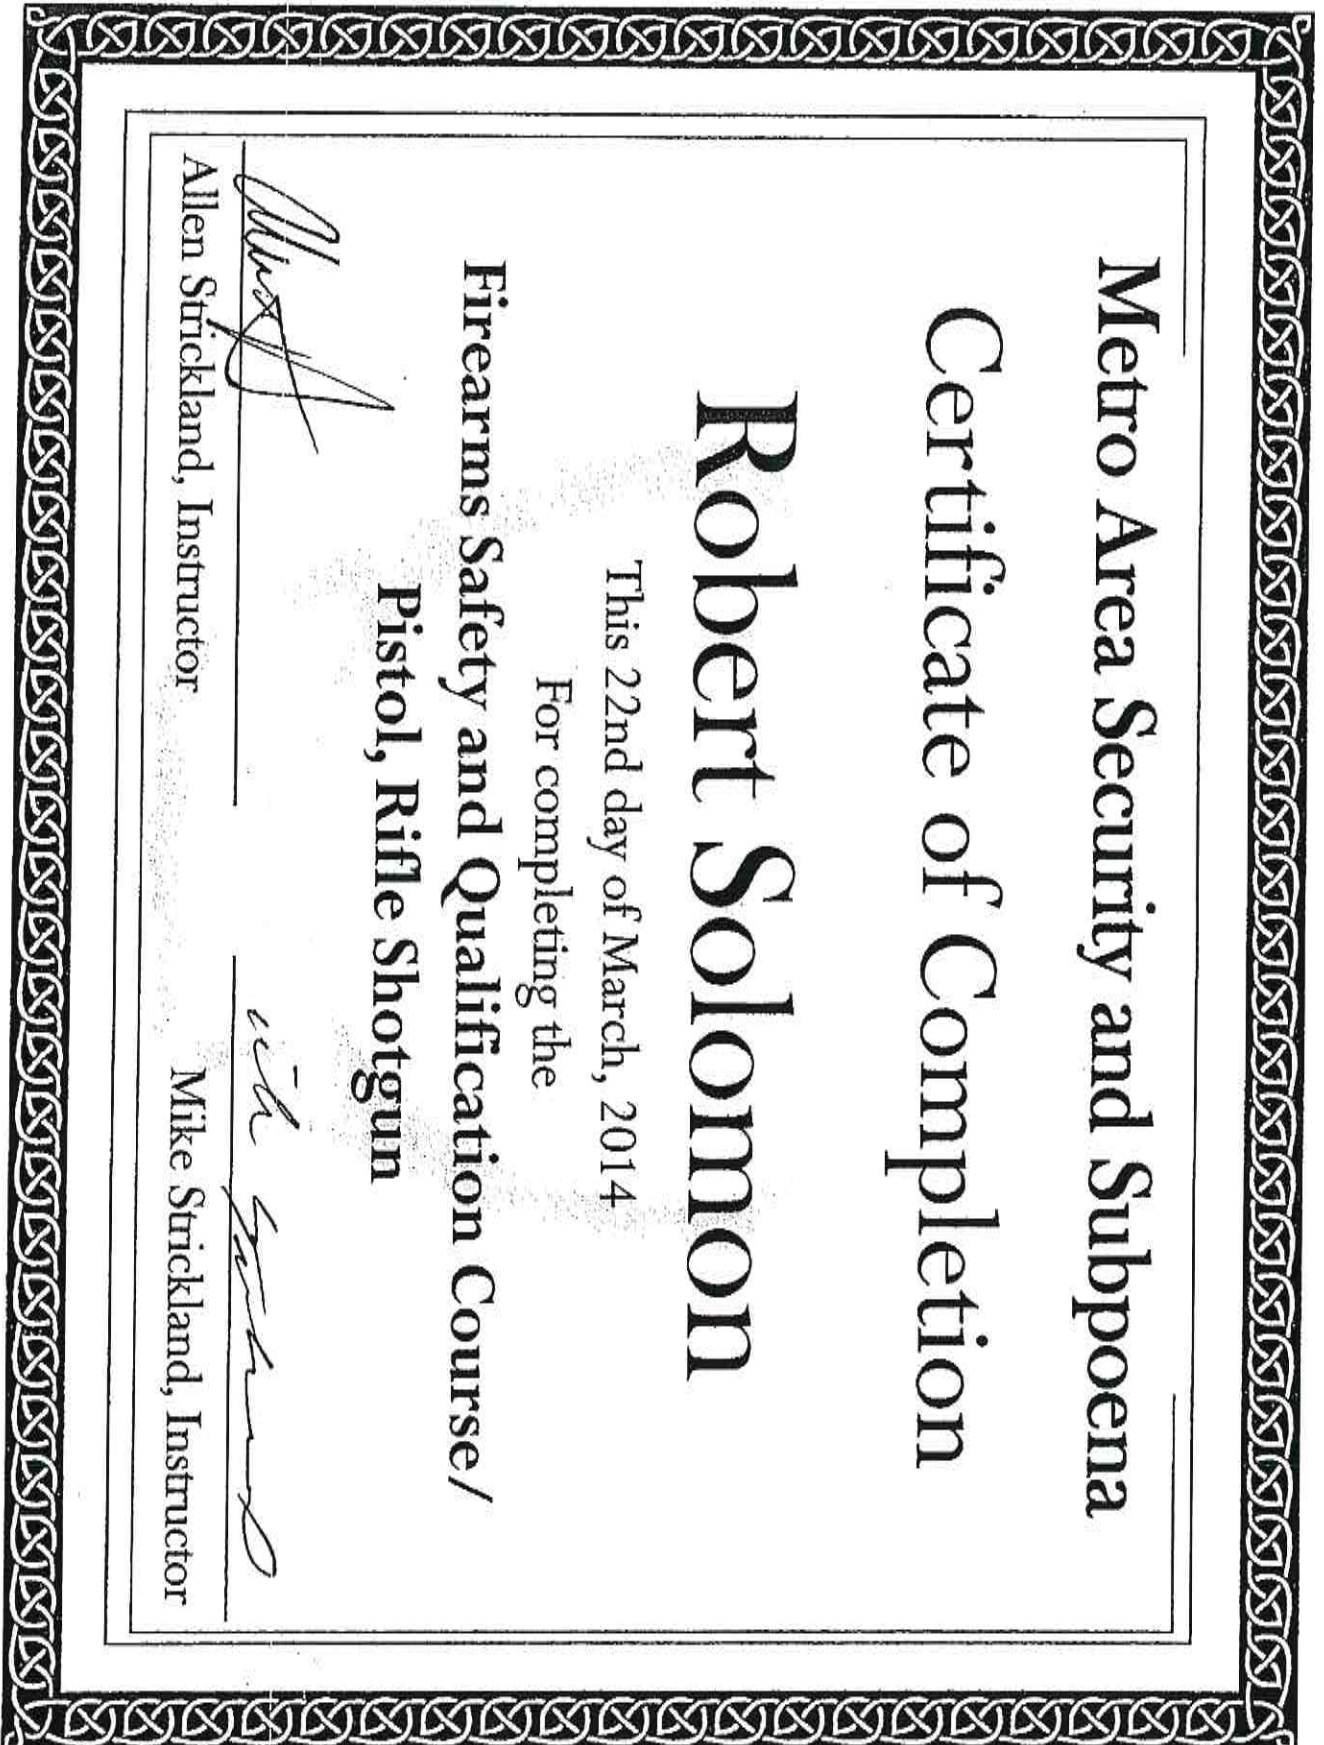 Metro Area Security and Subpoena
Certificate of Completion
Robert Solomon
This 22nd day of March, 2014
For completing the
Firearms Safety and Qualification Course/
Pistol, Rifle Shotgun
Allen Strickland, Instructor
Mike Strickland, Instructor